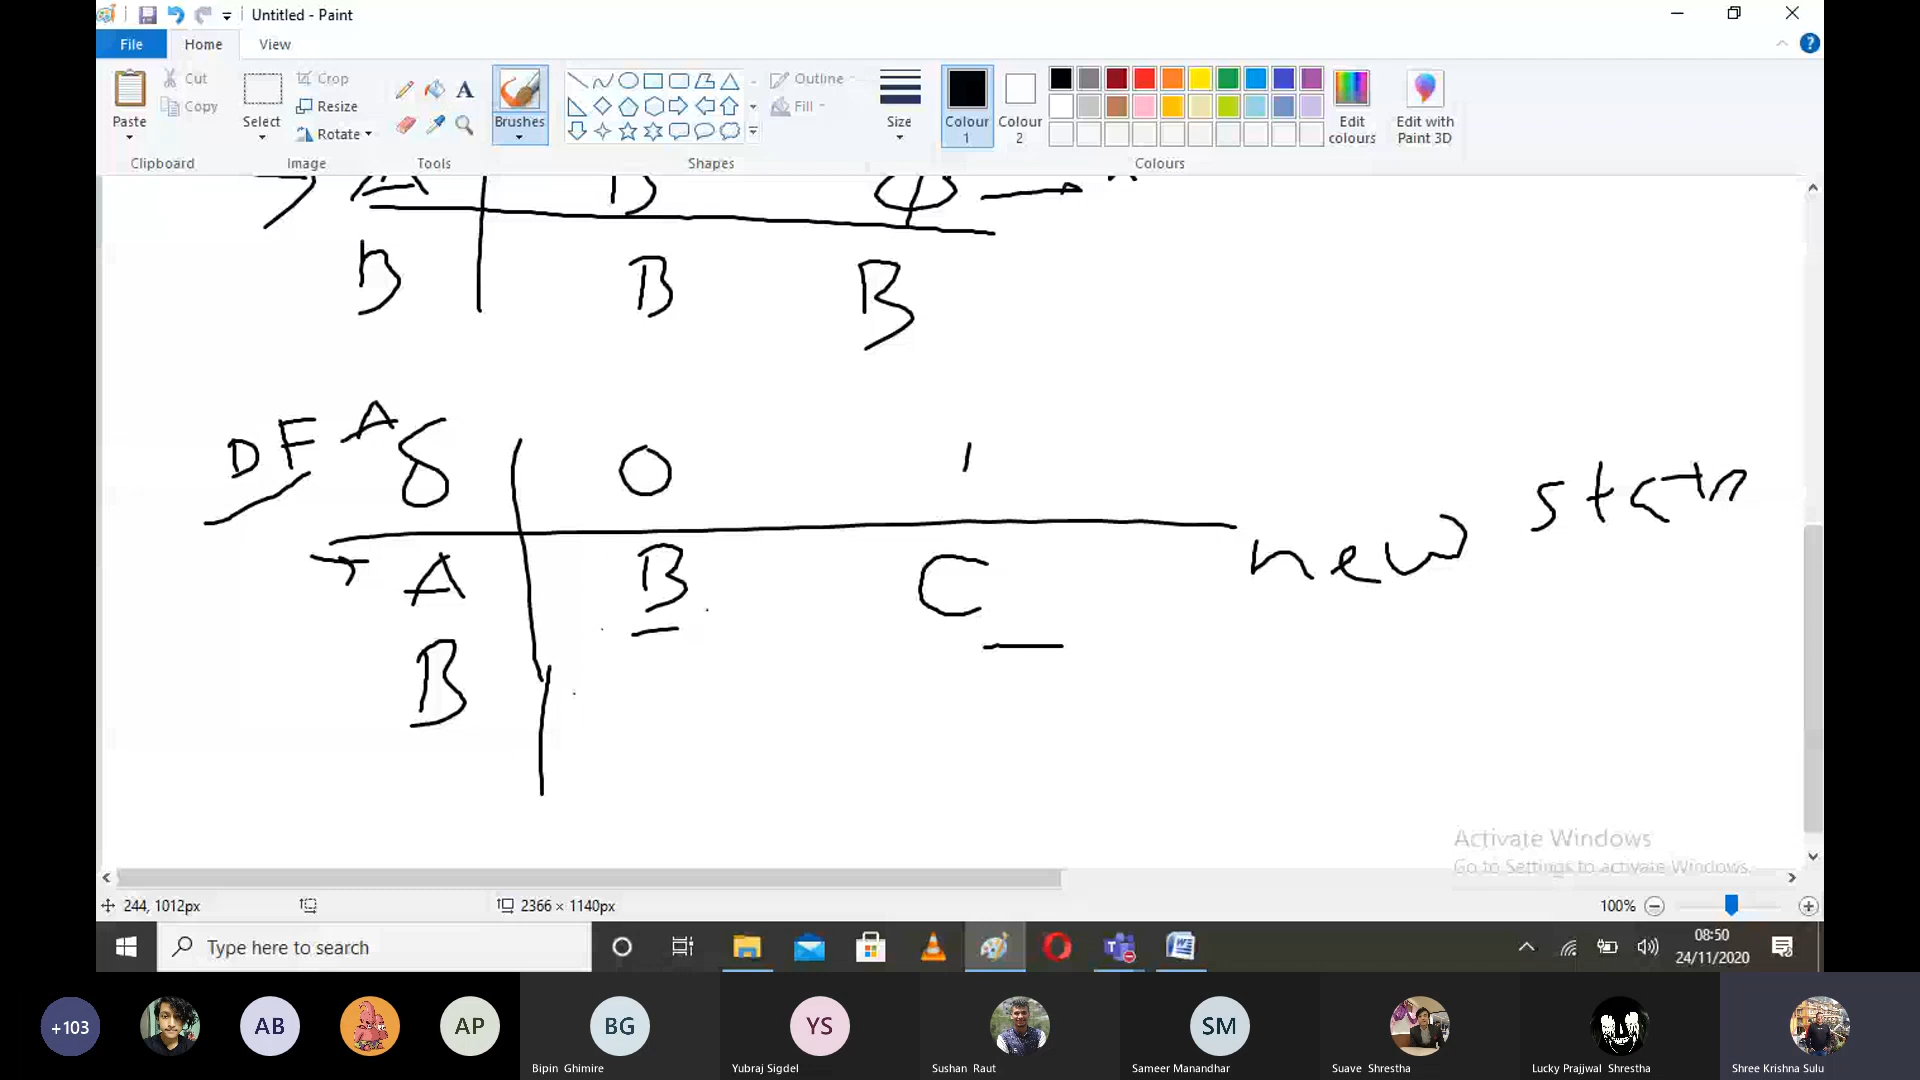 Untitled - Paint
File Home View
Paste Cut Copy
Clipboard
Select Crop Resize Rotate
Image
Tools
Brushes
Shapes
Outline Fill
Size
Colour 1 Colour 2
Edit colours
Edit with Paint 3D
Colours
A B ϕ
B B B
DFA δ 0 1
A B C new state
B
Activate Windows
Go to Settings to activate Windows.
244, 1012px 2366 × 1140px 100%
Type here to search
08:50
24/11/2020
+103 AB AP BG YS SM
Bipin Ghimire Yubraj Sigdel Sushan Raut Sameer Manandhar Suave Shrestha Lucky Prajjwal Shrestha Shree Krishna Sulu